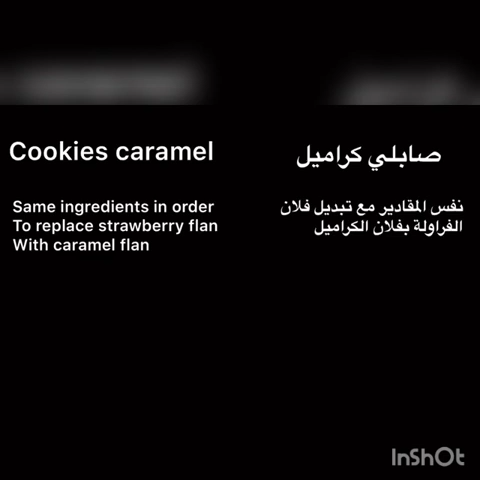 Cookies caramel
Same ingredients in order
To replace strawberry flan
With caramel flan
صابلي كراميل
نفس المقادير مع تبديل فلان
الفراولة بفلان الكراميل
InShOt